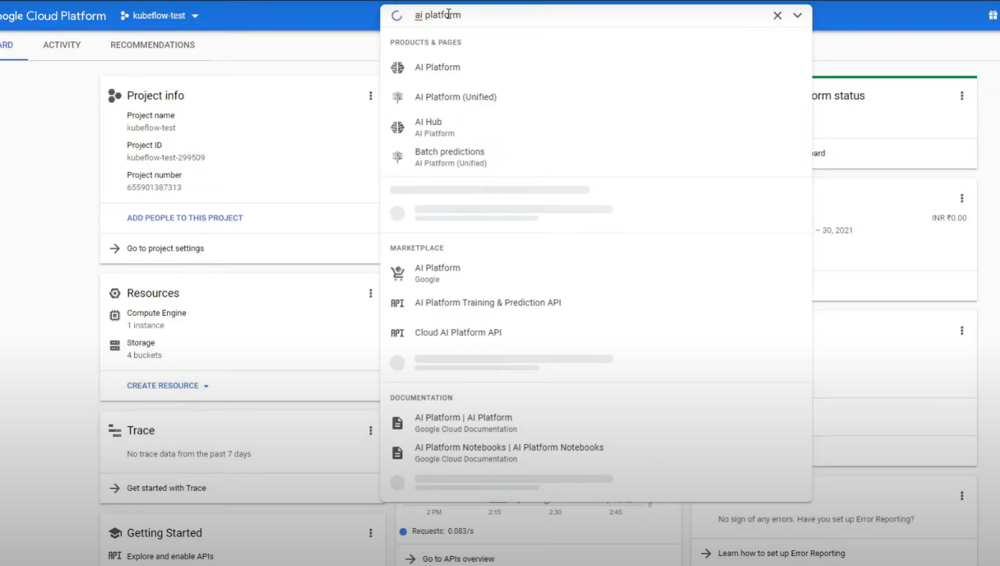 ogle Cloud Platform
kubeflow-test
ai platform
ARD
ACTIVITY
RECOMMENDATIONS
Project info
Project name
kubeflow-test
Project ID
kubeflow-test-299509
Project number
655901387313
ADD PEOPLE TO THIS PROJECT
Go to project settings
Resources
Compute Engine
1 instance
Storage
4 buckets
CREATE RESOURCE
Trace
No trace data from the past 7 days
Get started with Trace
Getting Started
API Explore and enable APIs
PRODUCTS & PAGES
AI Platform
AI Platform (Unified)
AI Hub
AI Platform
Batch predictions
AI Platform (Unified)
MARKETPLACE
AI Platform
Google
API AI Platform Training & Prediction API
API Cloud AI Platform API
DOCUMENTATION
AI Platform | AI Platform
Google Cloud Documentation
AI Platform Notebooks | AI Platform Notebooks
Google Cloud Documentation
0
2 PM 2:15 2:30 2:45
Requests: 0.083/s
Go to APIs overview
orm status
ard
INR ₹0.00
– 30, 2021
No sign of any errors. Have you set up Error Reporting?
Learn how to set up Error Reporting